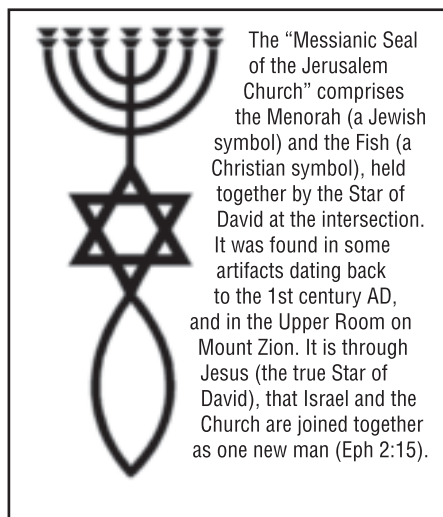 The “Messianic Seal
of the Jerusalem
Church” comprises
the Menorah (a Jewish
symbol) and the Fish (a
Christian symbol), held
together by the Star of
David at the intersection.
It was found in some
artifacts dating back
to the 1st century AD,
and in the Upper Room on
Mount Zion. It is through
Jesus (the true Star of
David), that Israel and the
Church are joined together
as one new man (Eph 2:15).